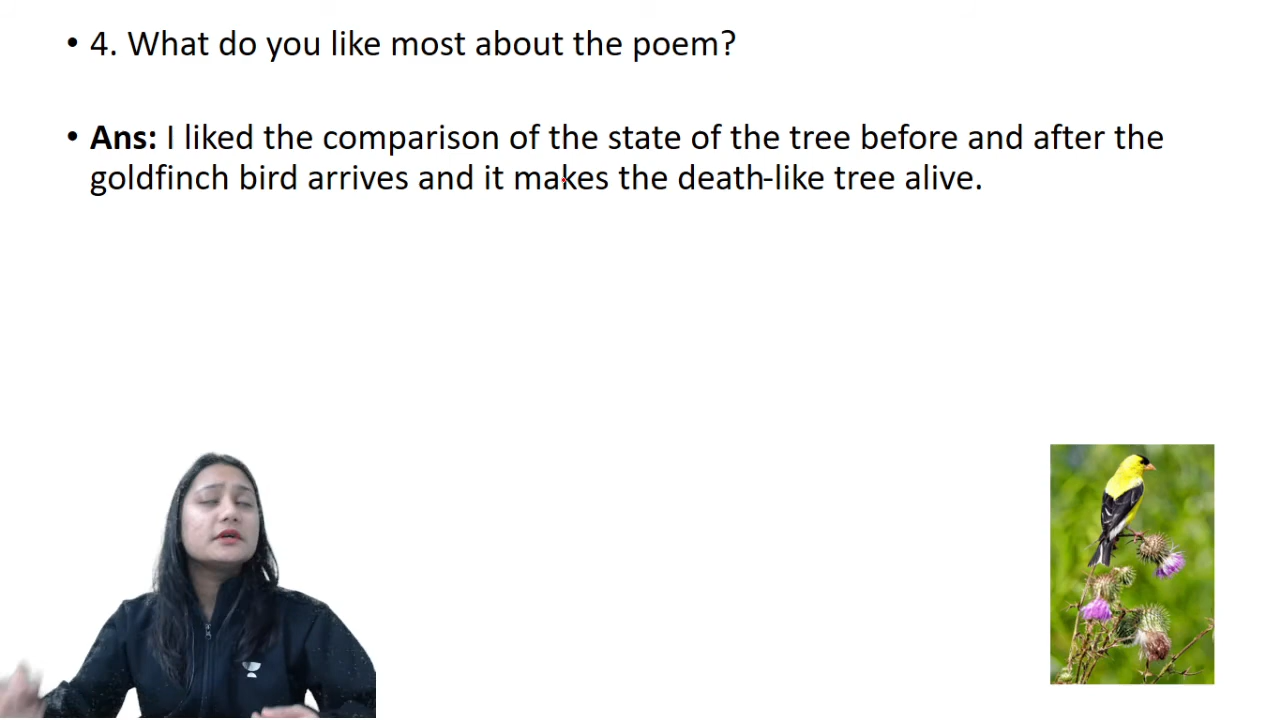 • 4. What do you like most about the poem?
• Ans: I liked the comparison of the state of the tree before and after the
goldfinch bird arrives and it makes the death-like tree alive.